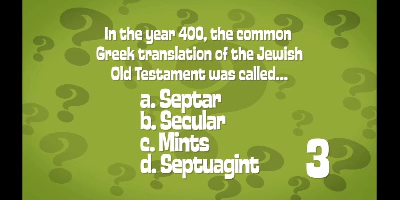 In the year 400, the common
Greek translation of the Jewish
Old Testament was called...
a. Septar
b. Secular
c. Mints
d. Septuagint
3